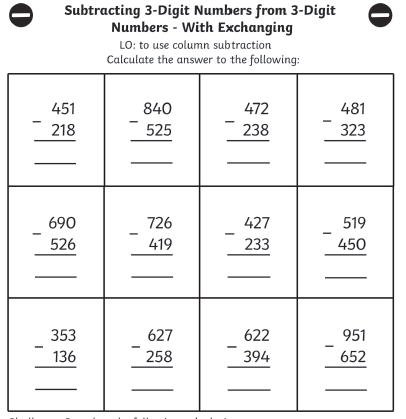 Subtracting 3-Digit Numbers from 3-Digit
Numbers - With Exchanging
LO: to use column subtraction
Calculate the answer to the following:
451 840 472 481
- 218 - 525 - 238 - 323
690 726 427 519
- 526 - 419 - 233 - 450
353 627 622 951
- 136 - 258 - 394 - 652